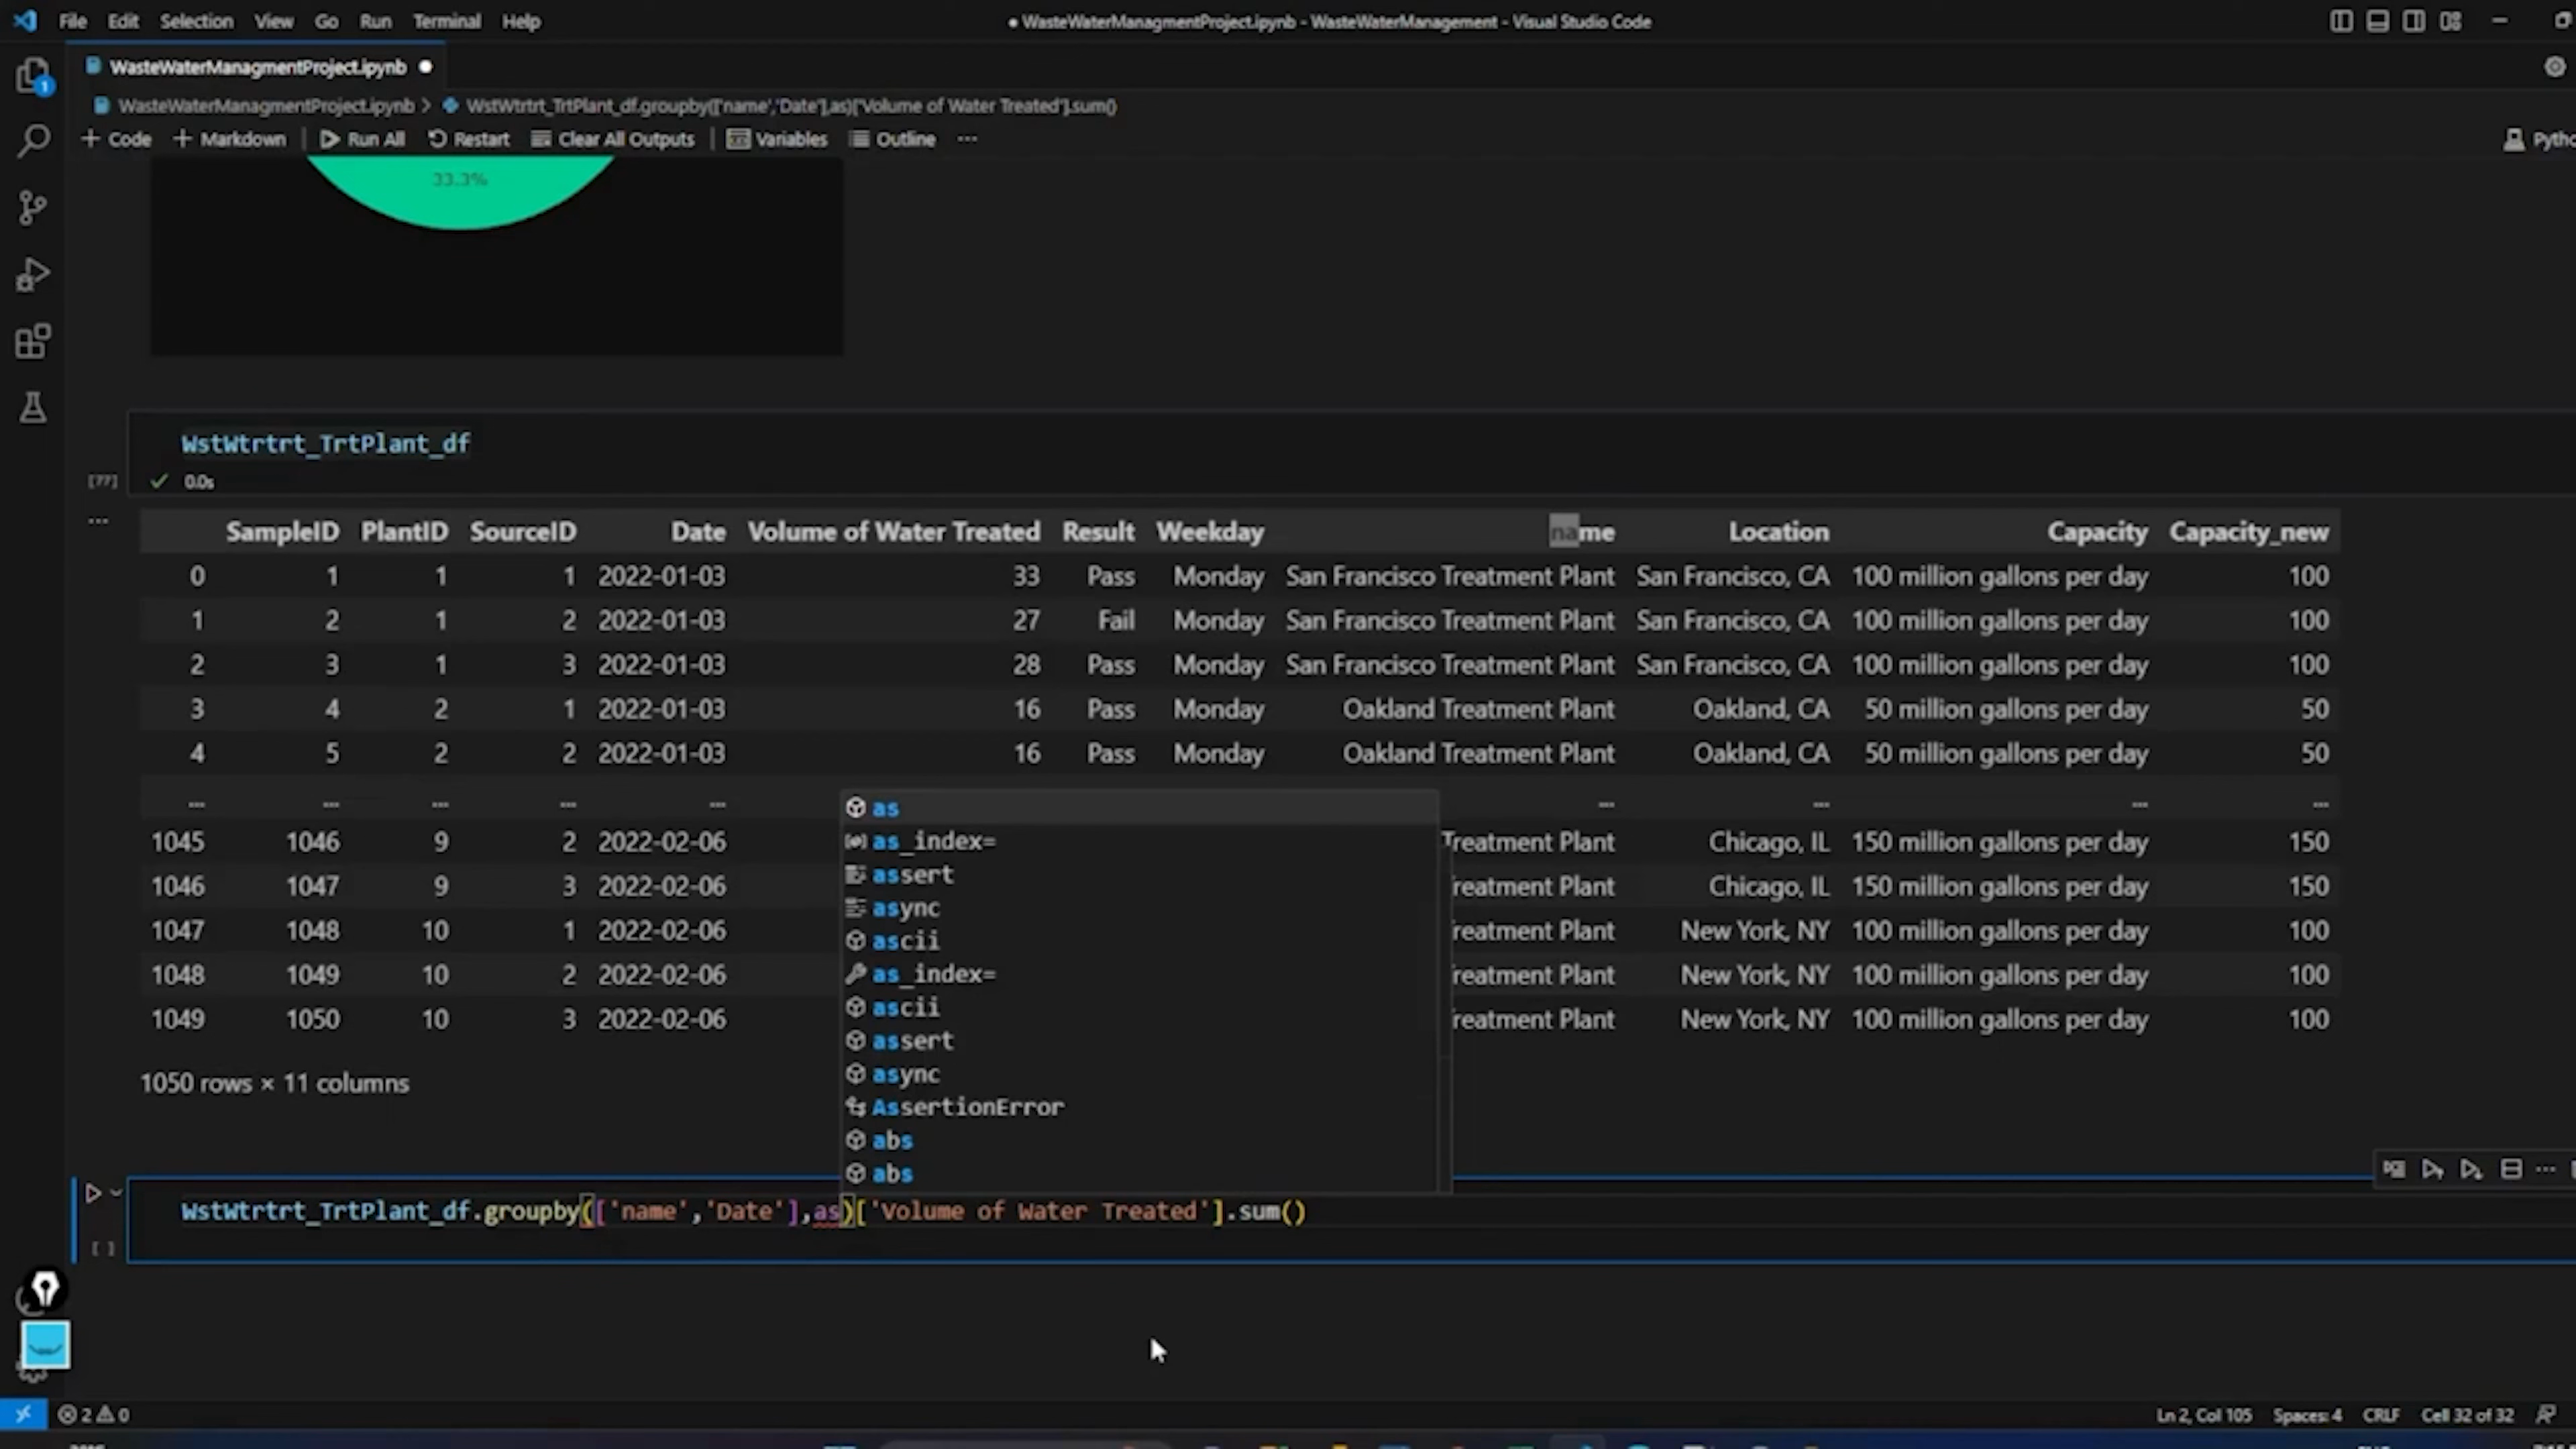 File Edit Selection View Go Run Terminal Help
● WasteWaterManagmentProject.ipynb - WasteWaterManagement - Visual Studio Code
1
WasteWaterManagmentProject.ipynb ●
WasteWaterManagmentProject.ipynb > WstWtrtrt_TrtPlant_df.groupby(['name','Date'],as)['Volume of Water Treated'].sum()
+ Code + Markdown | Run All Restart Clear All Outputs | Variables Outline ...
33.3%
WstWtrtrt_TrtPlant_df
[77] ✓ 0.0s
...
SampleID PlantID SourceID Date Volume of Water Treated Result Weekday name Location Capacity Capacity_new
0 1 1 1 2022-01-03 33 Pass Monday San Francisco Treatment Plant San Francisco, CA 100 million gallons per day 100
1 2 1 2 2022-01-03 27 Fail Monday San Francisco Treatment Plant San Francisco, CA 100 million gallons per day 100
2 3 1 3 2022-01-03 28 Pass Monday San Francisco Treatment Plant San Francisco, CA 100 million gallons per day 100
3 4 2 1 2022-01-03 16 Pass Monday Oakland Treatment Plant Oakland, CA 50 million gallons per day 50
4 5 2 2 2022-01-03 16 Pass Monday Oakland Treatment Plant Oakland, CA 50 million gallons per day 50
... ... ... ... ... ... ... ... ...
1045 1046 9 2 2022-02-06 Treatment Plant Chicago, IL 150 million gallons per day 150
1046 1047 9 3 2022-02-06 reatment Plant Chicago, IL 150 million gallons per day 150
1047 1048 10 1 2022-02-06 reatment Plant New York, NY 100 million gallons per day 100
1048 1049 10 2 2022-02-06 reatment Plant New York, NY 100 million gallons per day 100
1049 1050 10 3 2022-02-06 reatment Plant New York, NY 100 million gallons per day 100
1050 rows × 11 columns
as
as_index=
assert
async
ascii
as_index=
ascii
assert
async
AssertionError
abs
abs
WstWtrtrt_TrtPlant_df.groupby(['name','Date'],as)['Volume of Water Treated'].sum()
[ ]
2 0
Ln 2, Col 105 Spaces: 4 CRLF Cell 32 of 32